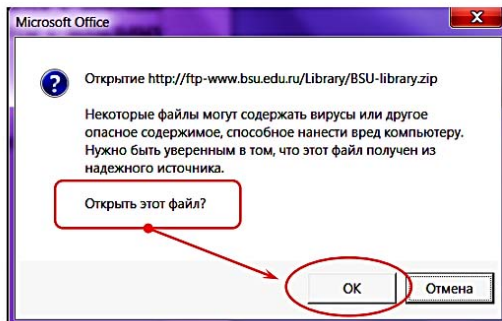 Microsoft Office
x
Открытие http://ftp-www.bsu.edu.ru/Library/BSU-library.zip
Некоторые файлы могут содержать вирусы или другое
опасное содержимое, способное нанести вред компьютеру.
Нужно быть уверенным в том, что этот файл получен из
надежного источника.
Открыть этот файл?
OK
Отмена